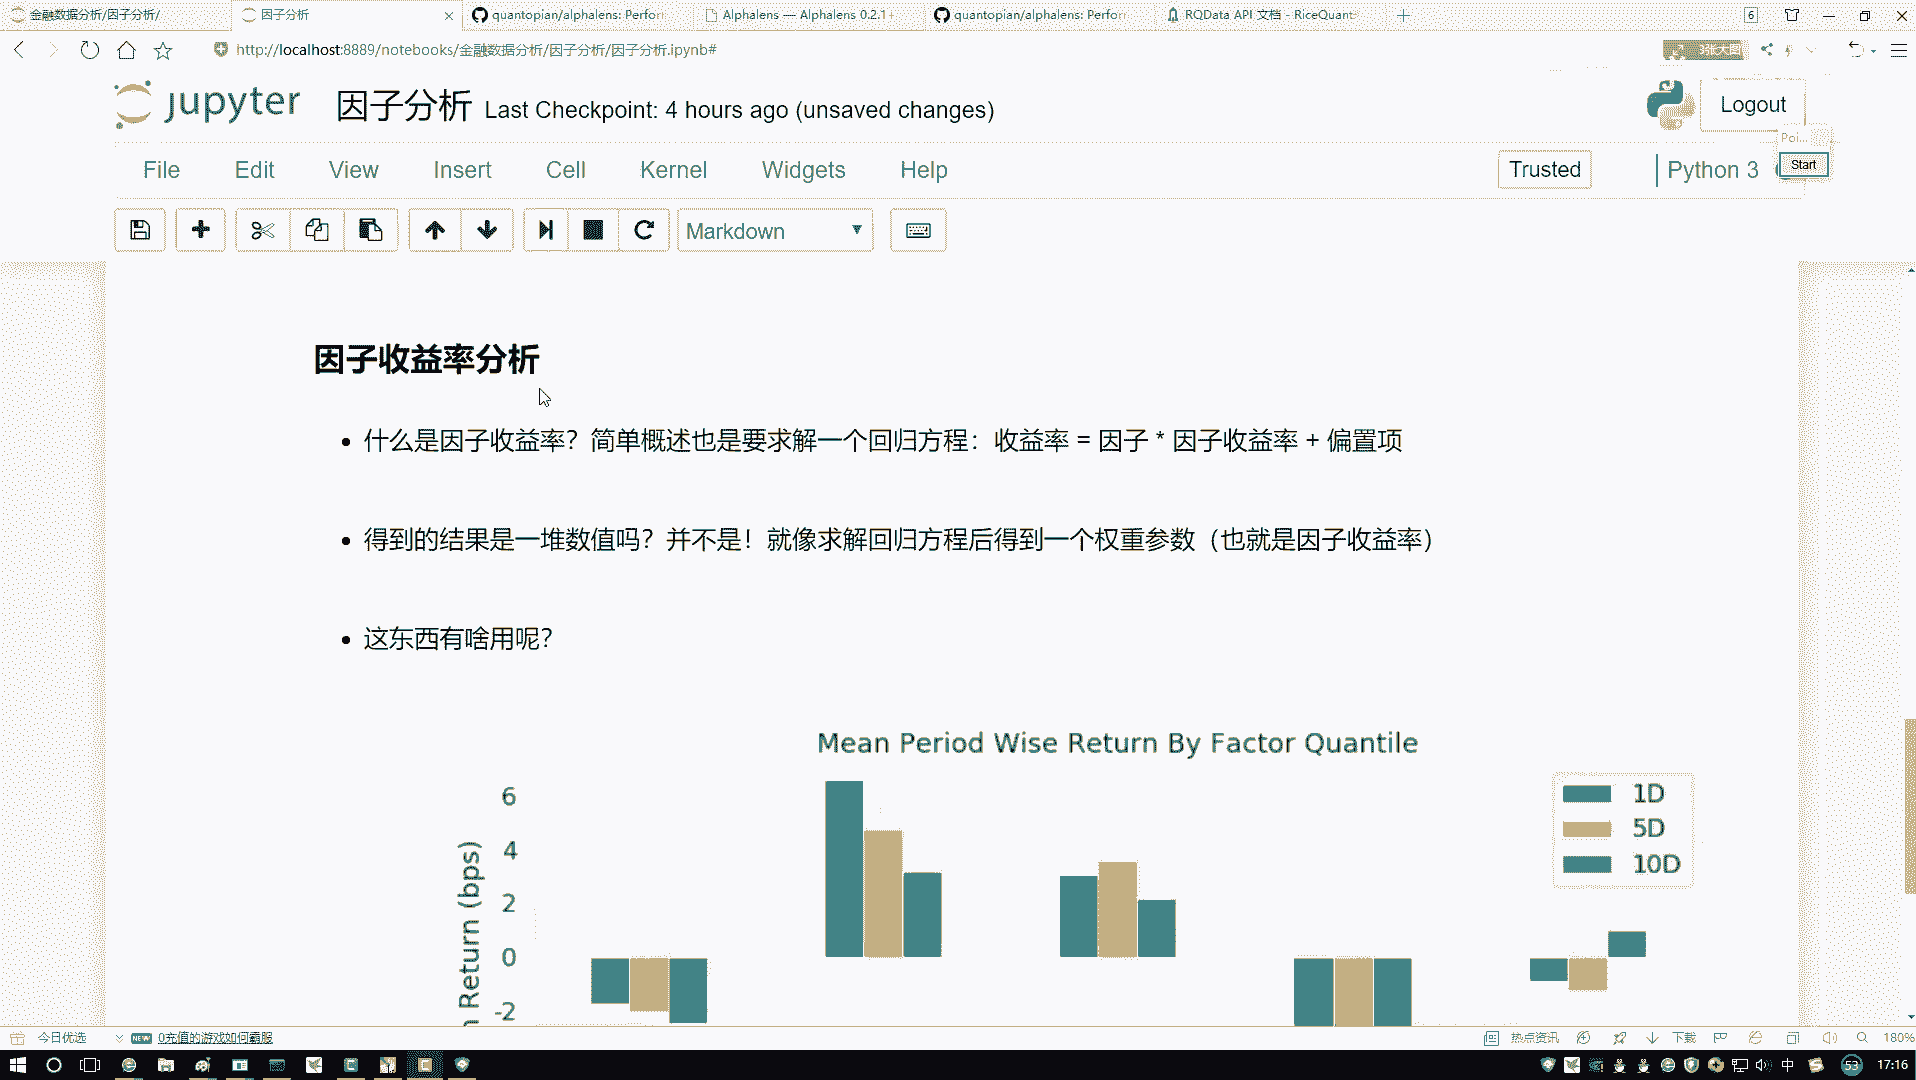 金融数据分析/因子分析/
因子分析
quantopian/alphalens: Perfor
Alphalens — Alphalens 0.2.1+
quantopian/alphalens: Perfor
RQData API 文档 - RiceQuant
6
http://localhost:8889/notebooks/金融数据分析/因子分析/因子分析.ipynb#
3张大图
jupyter 因子分析 Last Checkpoint: 4 hours ago (unsaved changes)
Logout
File Edit View Insert Cell Kernel Widgets Help
Trusted
Python 3
Poi...
Start
Markdown
因子收益率分析
什么是因子收益率？简单概述也是要求解一个回归方程：收益率 = 因子 * 因子收益率 + 偏置项
得到的结果是一堆数值吗？并不是！就像求解回归方程后得到一个权重参数（也就是因子收益率）
这东西有啥用呢？
Mean Period Wise Return By Factor Quantile
1D
5D
10D
6
4
2
0
-2
Return (bps)
今日优选
NEW
0充值的游戏如何霸服
热点资讯
下载
180%
中
53
17:16